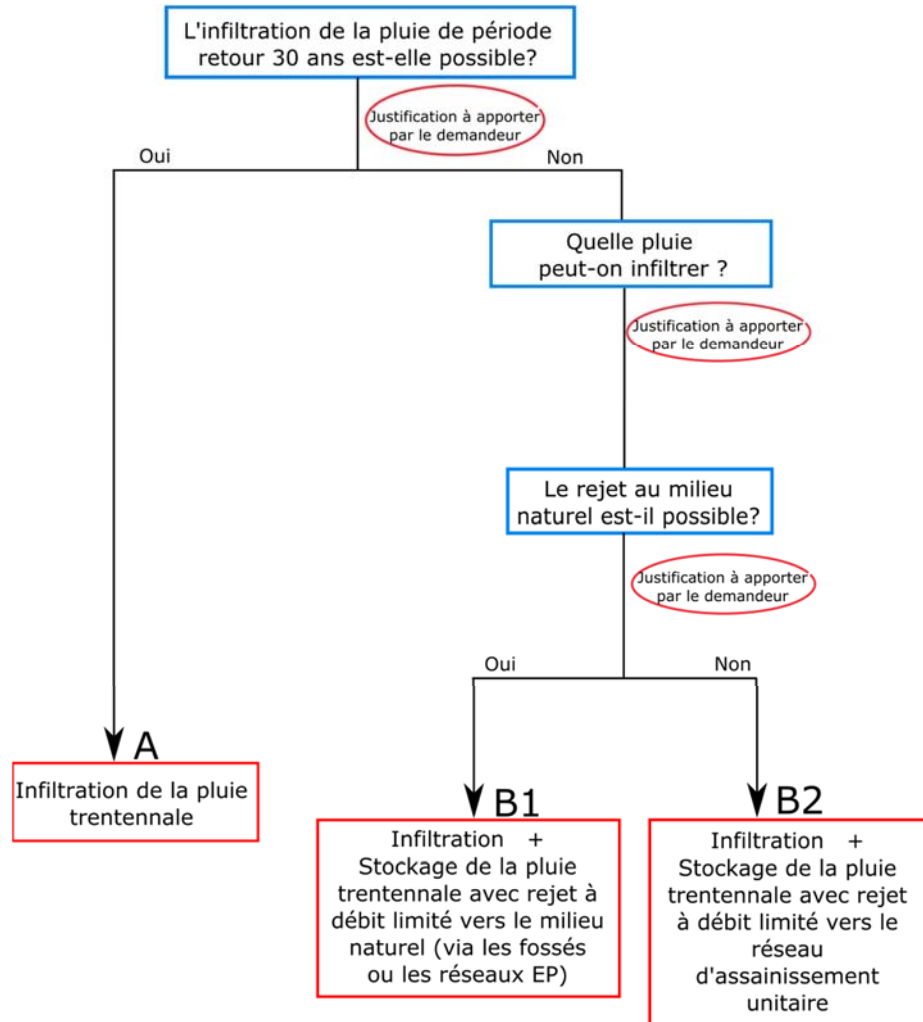 L'infiltration de la pluie de période
retour 30 ans est-elle possible?
Justification à apporter
par le demandeur
Oui
Non
Quelle pluie
peut-on infiltrer ?
Justification à apporter
par le demandeur
Le rejet au milieu
naturel est-il possible?
Justification à apporter
par le demandeur
Oui
Non
A
Infiltration de la pluie
trentennale
B1
Infiltration +
Stockage de la pluie
trentennale avec rejet à
débit limité vers le milieu
naturel (via les fossés
ou les réseaux EP)
B2
Infiltration +
Stockage de la pluie
trentennale avec rejet
à débit limité vers le
réseau
d'assainissement
unitaire